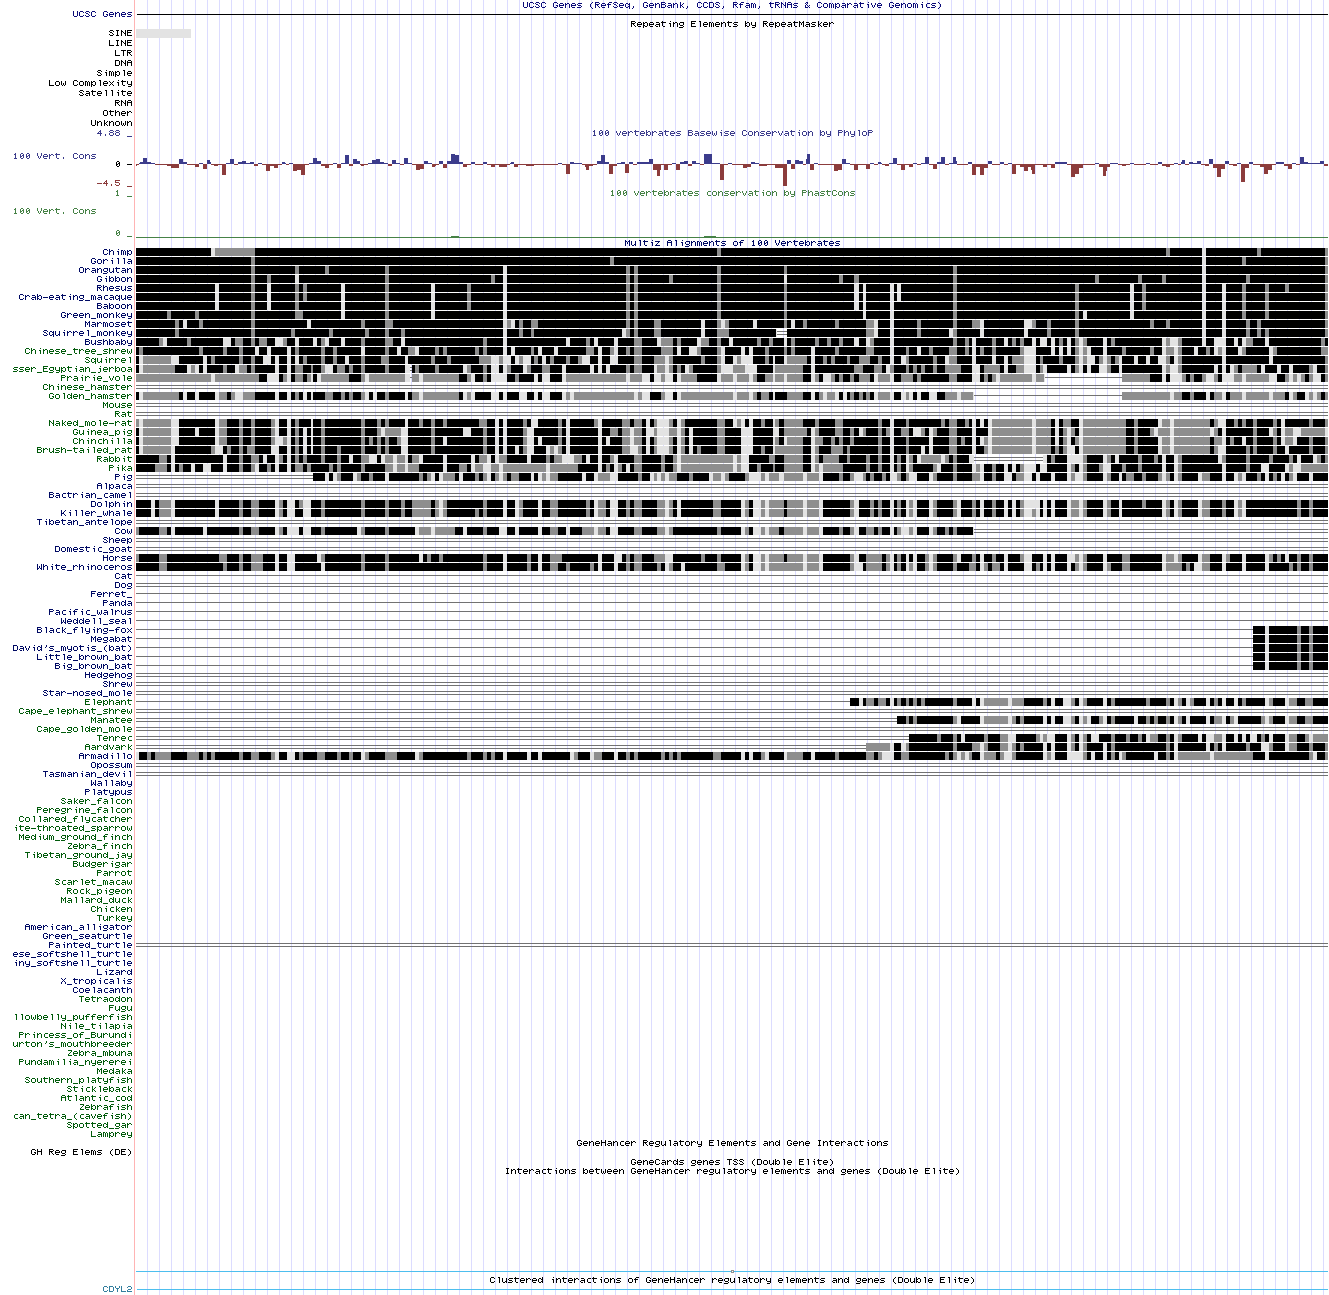 UCSC Genes (RefSeq, GenBank, CCDS, Rfam, tRNAs & Comparative Genomics)
UCSC Genes
Repeating Elements by RepeatMasker
SINE
LINE
LTR
DNA
Simple
Low Complexity
Satellite
RNA
Other
Unknown
4.88 _
100 vertebrates Basewise Conservation by PhyloP
100 Vert. Cons
0 -
-4.5 _
100 vertebrates conservation by PhastCons
1 _
100 Vert. Cons
0 _
Multiz Alignments of 100 Vertebrates
Chimp
Gorilla
Orangutan
Gibbon
Rhesus
Crab-eating_macaque
Baboon
Green_monkey
Marmoset
Squirrel_monkey
Bushbaby
Chinese_tree_shrew
Squirrel
sser_Egyptian_jerboa
Prairie_vole
Chinese_hamster
Golden_hamster
Mouse
Rat
Naked_mole-rat
Guinea_pig
Chinchilla
Brush-tailed_rat
Rabbit
Pika
Pig
Alpaca
Bactrian_camel
Dolphin
Killer_whale
Tibetan_antelope
Cow
Sheep
Domestic_goat
Horse
White_rhinoceros
Cat
Dog
Ferret_
Panda
Pacific_walrus
Weddell_seal
Black_flying-fox
Megabat
David's_myotis_(bat)
Little_brown_bat
Big_brown_bat
Hedgehog
Shrew
Star-nosed_mole
Elephant
Cape_elephant_shrew
Manatee
Cape_golden_mole
Tenrec
Aardvark
Armadillo
Opossum
Tasmanian_devil
Wallaby
Platypus
Saker_falcon
Peregrine_falcon
Collared_flycatcher
ite-throated_sparrow
Medium_ground_finch
Zebra_finch
Tibetan_ground_jay
Budgerigar
Parrot
Scarlet_macaw
Rock_pigeon
Mallard_duck
Chicken
Turkey
American_alligator
Green_seaturtle
Painted_turtle
ese_softshell_turtle
iny_softshell_turtle
Lizard
X_tropicalis
Coelacanth
Tetraodon
Fugu
llowbelly_pufferfish
Nile_tilapia
Princess_of_Burundi
urton's_mouthbreeder
Zebra_mbuna
Pundamilia_nyererei
Medaka
Southern_platyfish
Stickleback
Atlantic_cod
Zebrafish
can_tetra_(cavefish)
Spotted_gar
Lamprey
GeneHancer Regulatory Elements and Gene Interactions
GH Reg Elems (DE)
GeneCards genes TSS (Double Elite)
Interactions between GeneHancer regulatory elements and genes (Double Elite)
Clustered interactions of GeneHancer regulatory elements and genes (Double Elite)
CDYL2